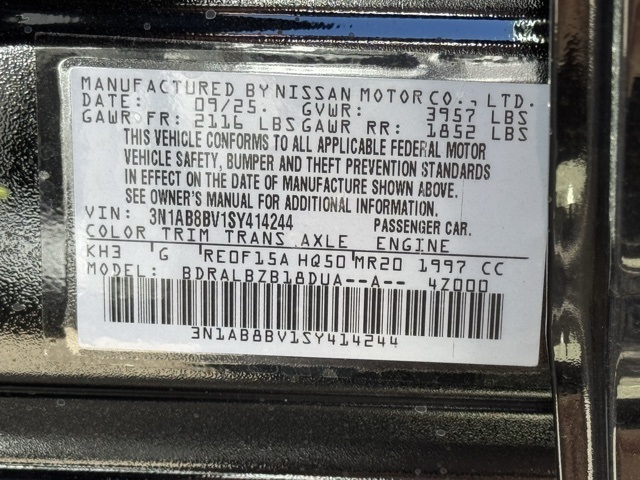 MANUFACTURED BY NISSAN MOTOR CO., LTD.
DATE: 09/25. GVWR: 3957 LBS
GAWR FR: 2116 LBS GAWR RR: 1852 LBS
THIS VEHICLE CONFORMS TO ALL APPLICABLE FEDERAL MOTOR
VEHICLE SAFETY, BUMPER AND THEFT PREVENTION STANDARDS
IN EFFECT ON THE DATE OF MANUFACTURE SHOWN ABOVE.
SEE OWNER'S MANUAL FOR ADDITIONAL INFORMATION.
VIN: 3N1AB8BV1SY414244 PASSENGER CAR.
COLOR TRIM TRANS AXLE ENGINE
KH3 G RE0F15A HQ50 MR20 1997 CC
MODEL: BDRALBZB18DUA--A-- 4Z000
3N1AB8BV1SY414244